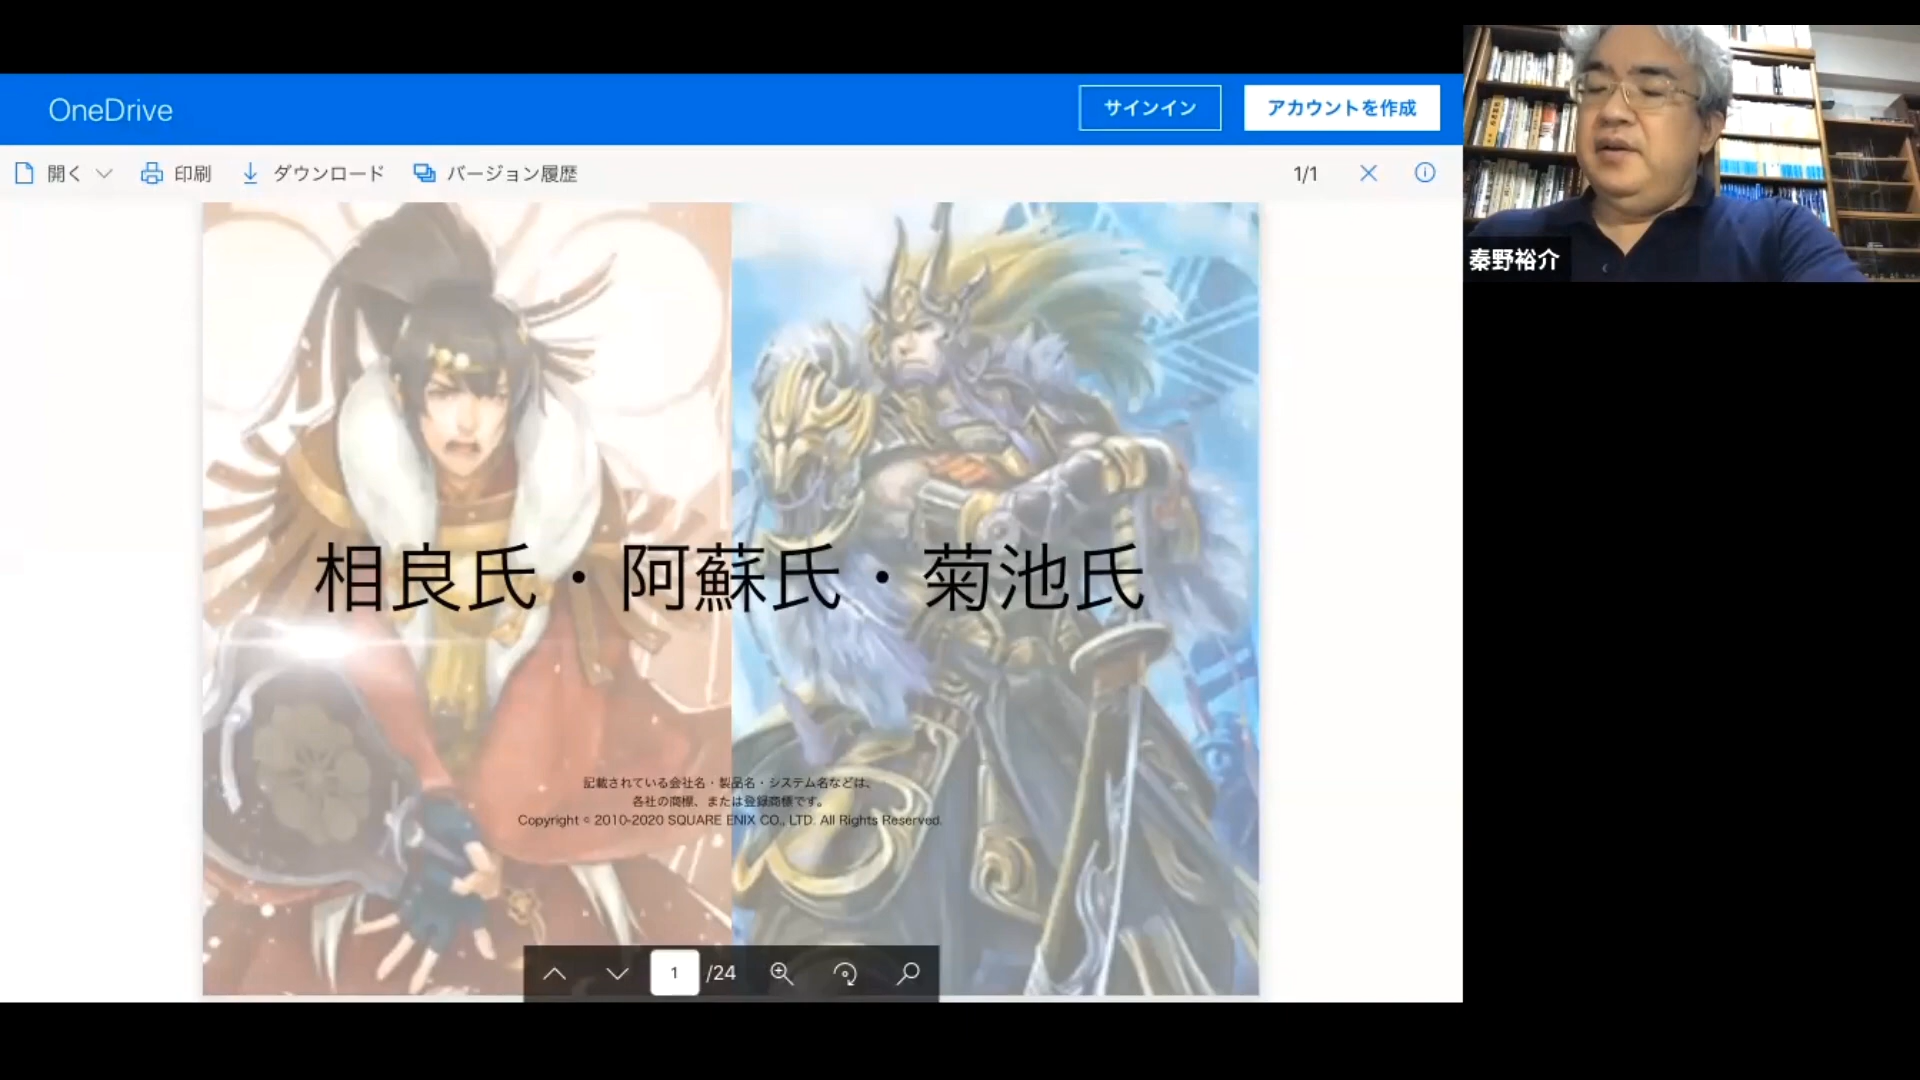 OneDrive
サインイン
アカウントを作成
開く
印刷
ダウンロード
バージョン履歴
1/1
秦野裕介
相良氏・阿蘇氏・菊池氏
記載されている会社名・製品名・システム名などは、
各社の商標、または登録商標です。
Copyright © 2010-2020 SQUARE ENIX CO., LTD. All Rights Reserved.
1 /24